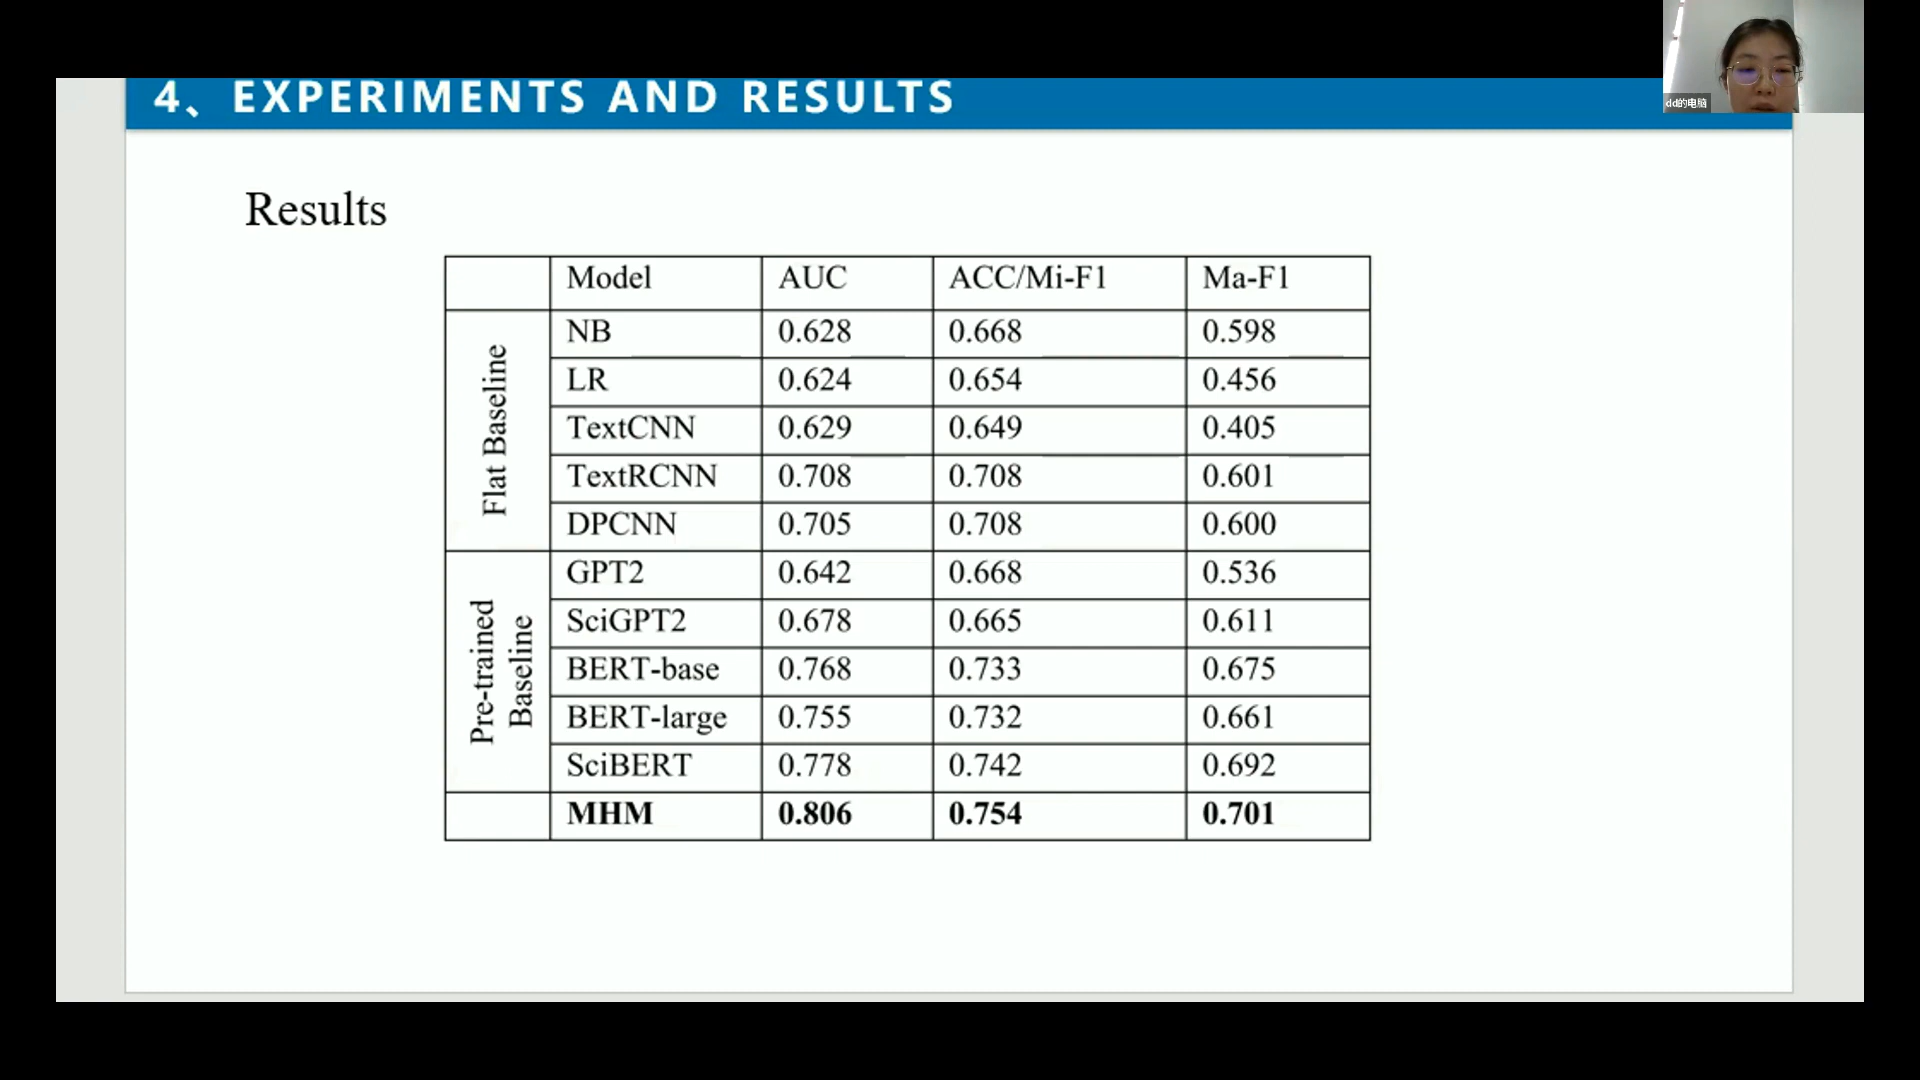 4、EXPERIMENTS AND RESULTS
dd的电脑
Results
Model AUC ACC/Mi-F1 Ma-F1
Flat Baseline
NB 0.628 0.668 0.598
LR 0.624 0.654 0.456
TextCNN 0.629 0.649 0.405
TextRCNN 0.708 0.708 0.601
DPCNN 0.705 0.708 0.600
Pre-trained
Baseline
GPT2 0.642 0.668 0.536
SciGPT2 0.678 0.665 0.611
BERT-base 0.768 0.733 0.675
BERT-large 0.755 0.732 0.661
SciBERT 0.778 0.742 0.692
MHM 0.806 0.754 0.701